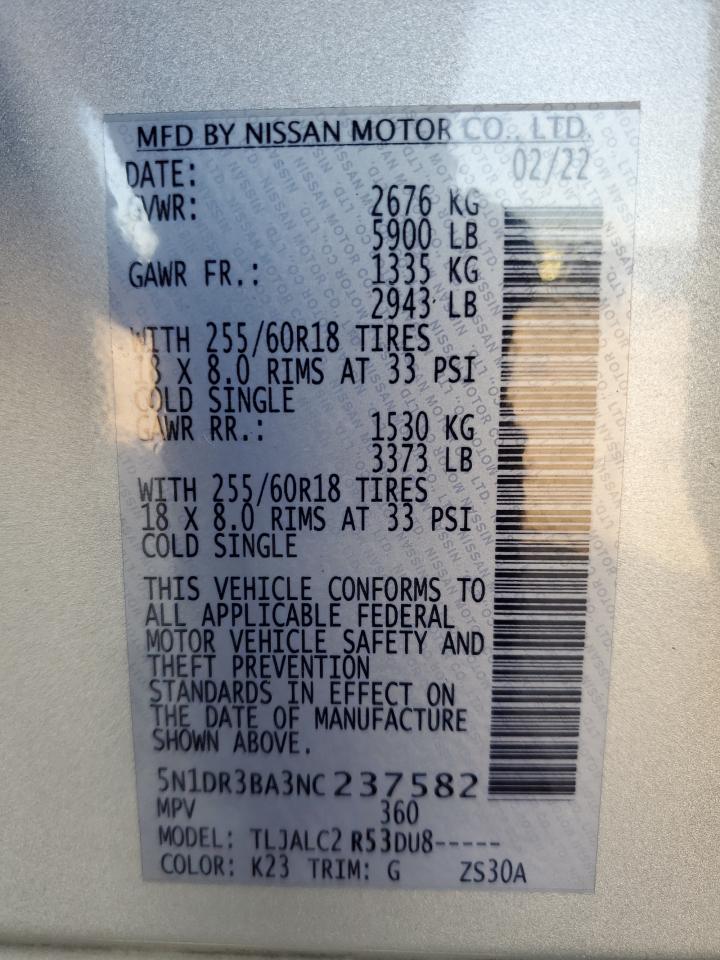 MFD BY NISSAN MOTOR CO., LTD.
DATE: 02/22
GVWR: 2676 KG
5900 LB
GAWR FR.: 1335 KG
2943 LB
WITH 255/60R18 TIRES
18 X 8.0 RIMS AT 33 PSI
COLD SINGLE
GAWR RR.: 1530 KG
3373 LB
WITH 255/60R18 TIRES
18 X 8.0 RIMS AT 33 PSI
COLD SINGLE
THIS VEHICLE CONFORMS TO
ALL APPLICABLE FEDERAL
MOTOR VEHICLE SAFETY AND
THEFT PREVENTION
STANDARDS IN EFFECT ON
THE DATE OF MANUFACTURE
SHOWN ABOVE.
5N1DR3BA3NC237582
MPV 360
MODEL: TLJALC2 R53DU8-----
COLOR: K23 TRIM: G ZS30A